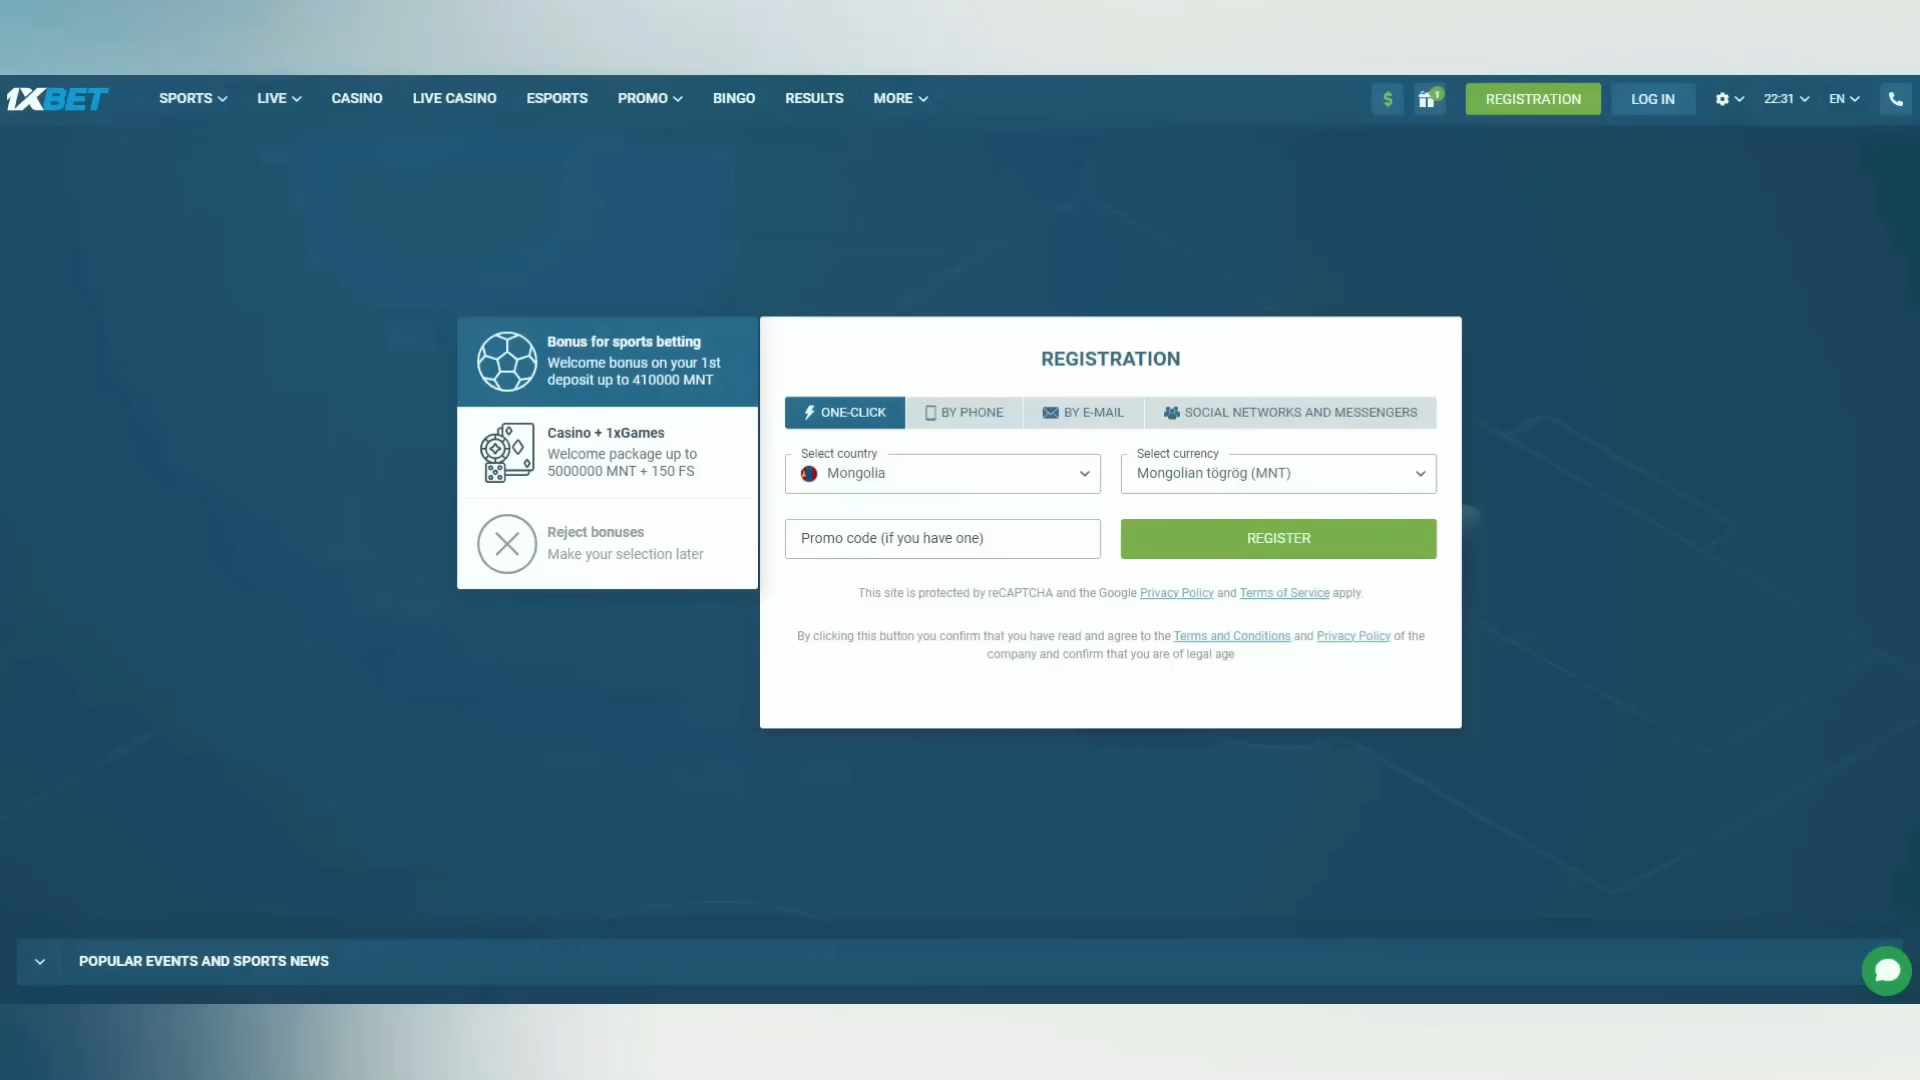 1XBET
SPORTS
LIVE
CASINO
LIVE CASINO
ESPORTS
PROMO
BINGO
RESULTS
MORE
$
1
REGISTRATION
LOG IN
22:31
EN
Bonus for sports betting
Welcome bonus on your 1st
deposit up to 410000 MNT
Casino + 1xGames
Welcome package up to
5000000 MNT + 150 FS
Reject bonuses
Make your selection later
REGISTRATION
ONE-CLICK
BY PHONE
BY E-MAIL
SOCIAL NETWORKS AND MESSENGERS
Select country
Mongolia
Select currency
Mongolian tögrög (MNT)
Promo code (if you have one)
REGISTER
This site is protected by reCAPTCHA and the Google Privacy Policy and Terms of Service apply.
By clicking this button you confirm that you have read and agree to the Terms and Conditions and Privacy Policy of the
company and confirm that you are of legal age
POPULAR EVENTS AND SPORTS NEWS